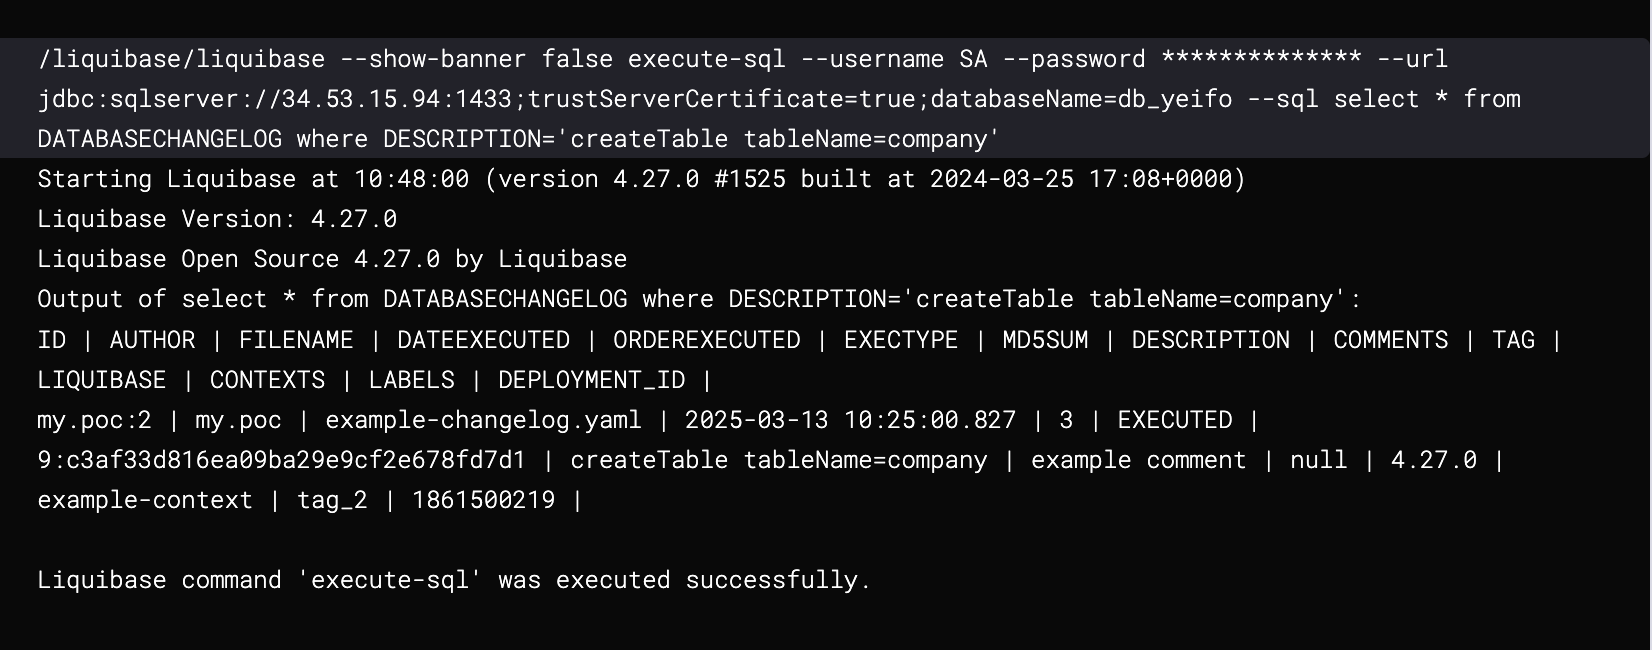 /liquibase/liquibase --show-banner false execute-sql --username SA --password ************** --url
jdbc:sqlserver://34.53.15.94:1433;trustServerCertificate=true;databaseName=db_yeifo --sql select * from
DATABASECHANGELOG where DESCRIPTION='createTable tableName=company'
Starting Liquibase at 10:48:00 (version 4.27.0 #1525 built at 2024-03-25 17:08+0000)
Liquibase Version: 4.27.0
Liquibase Open Source 4.27.0 by Liquibase
Output of select * from DATABASECHANGELOG where DESCRIPTION='createTable tableName=company':
ID | AUTHOR | FILENAME | DATEEXECUTED | ORDEREXECUTED | EXECTYPE | MD5SUM | DESCRIPTION | COMMENTS | TAG |
LIQUIBASE | CONTEXTS | LABELS | DEPLOYMENT_ID |
my.poc:2 | my.poc | example-changelog.yaml | 2025-03-13 10:25:00.827 | 3 | EXECUTED |
9:c3af33d816ea09ba29e9cf2e678fd7d1 | createTable tableName=company | example comment | null | 4.27.0 |
example-context | tag_2 | 1861500219 |
Liquibase command 'execute-sql' was executed successfully.